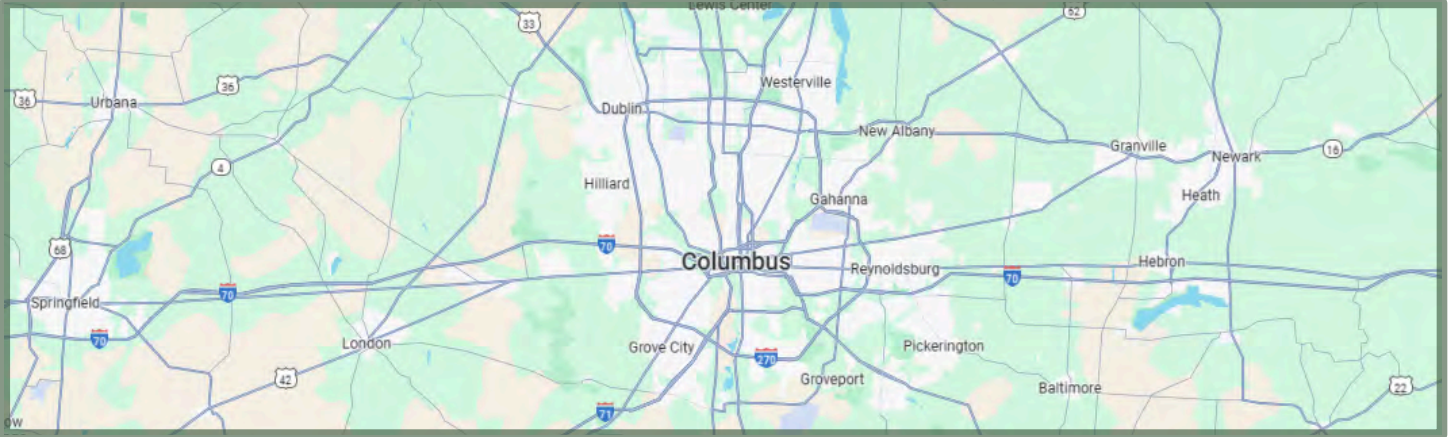 Lewis Center
33
62
Westerville
36
36
Urbana
Dublin
New Albany
Granville
16
Newark
4
Hilliard
Gahanna
Heath
68
70
Columbus
Reynoldsburg
70
Hebron
70
Springfield
70
London
Grove City
270
Pickerington
42
Groveport
Baltimore
22
71
ow